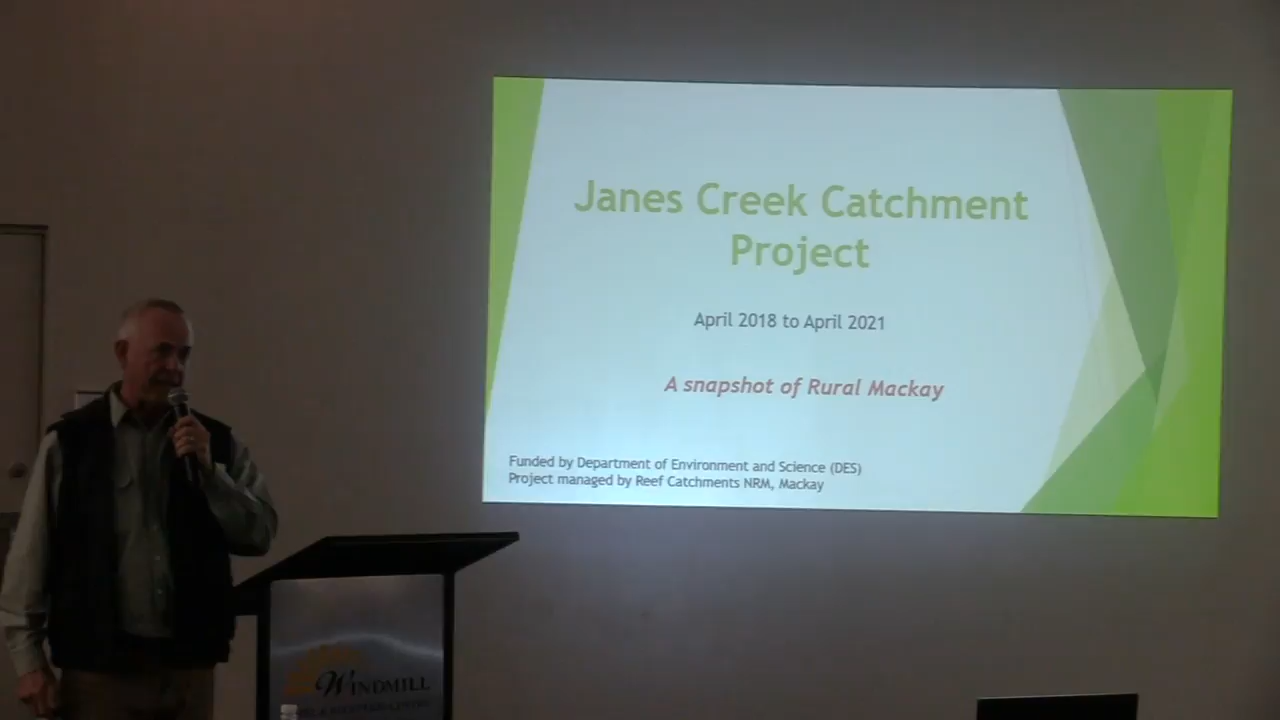 Janes Creek Catchment
Project
April 2018 to April 2021
A snapshot of Rural Mackay
Funded by Department of Environment and Science (DES)
Project managed by Reef Catchments NRM, Mackay
WINDMILL